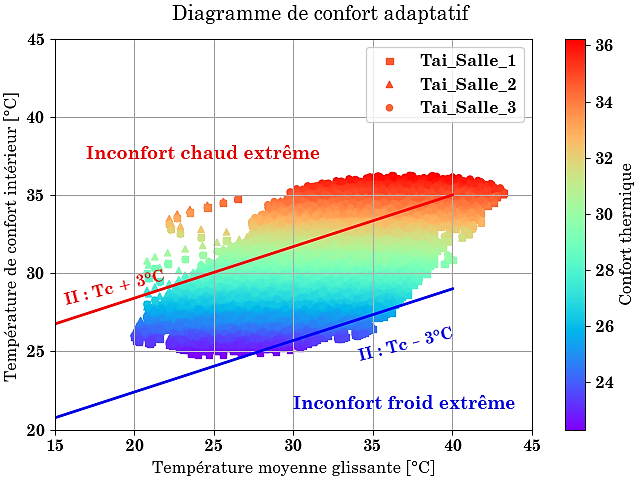 Diagramme de confort adaptatif
Température de confort intérieur [°C]
45
40
35
30
25
20
Tai_Salle_1
Tai_Salle_2
Tai_Salle_3
Inconfort chaud extrême
II : Tc + 3°C
II : Tc – 3°C
Inconfort froid extrême
15
20
25
30
35
40
45
Température moyenne glissante [°C]
36
34
32
30
28
26
24
Confort thermique